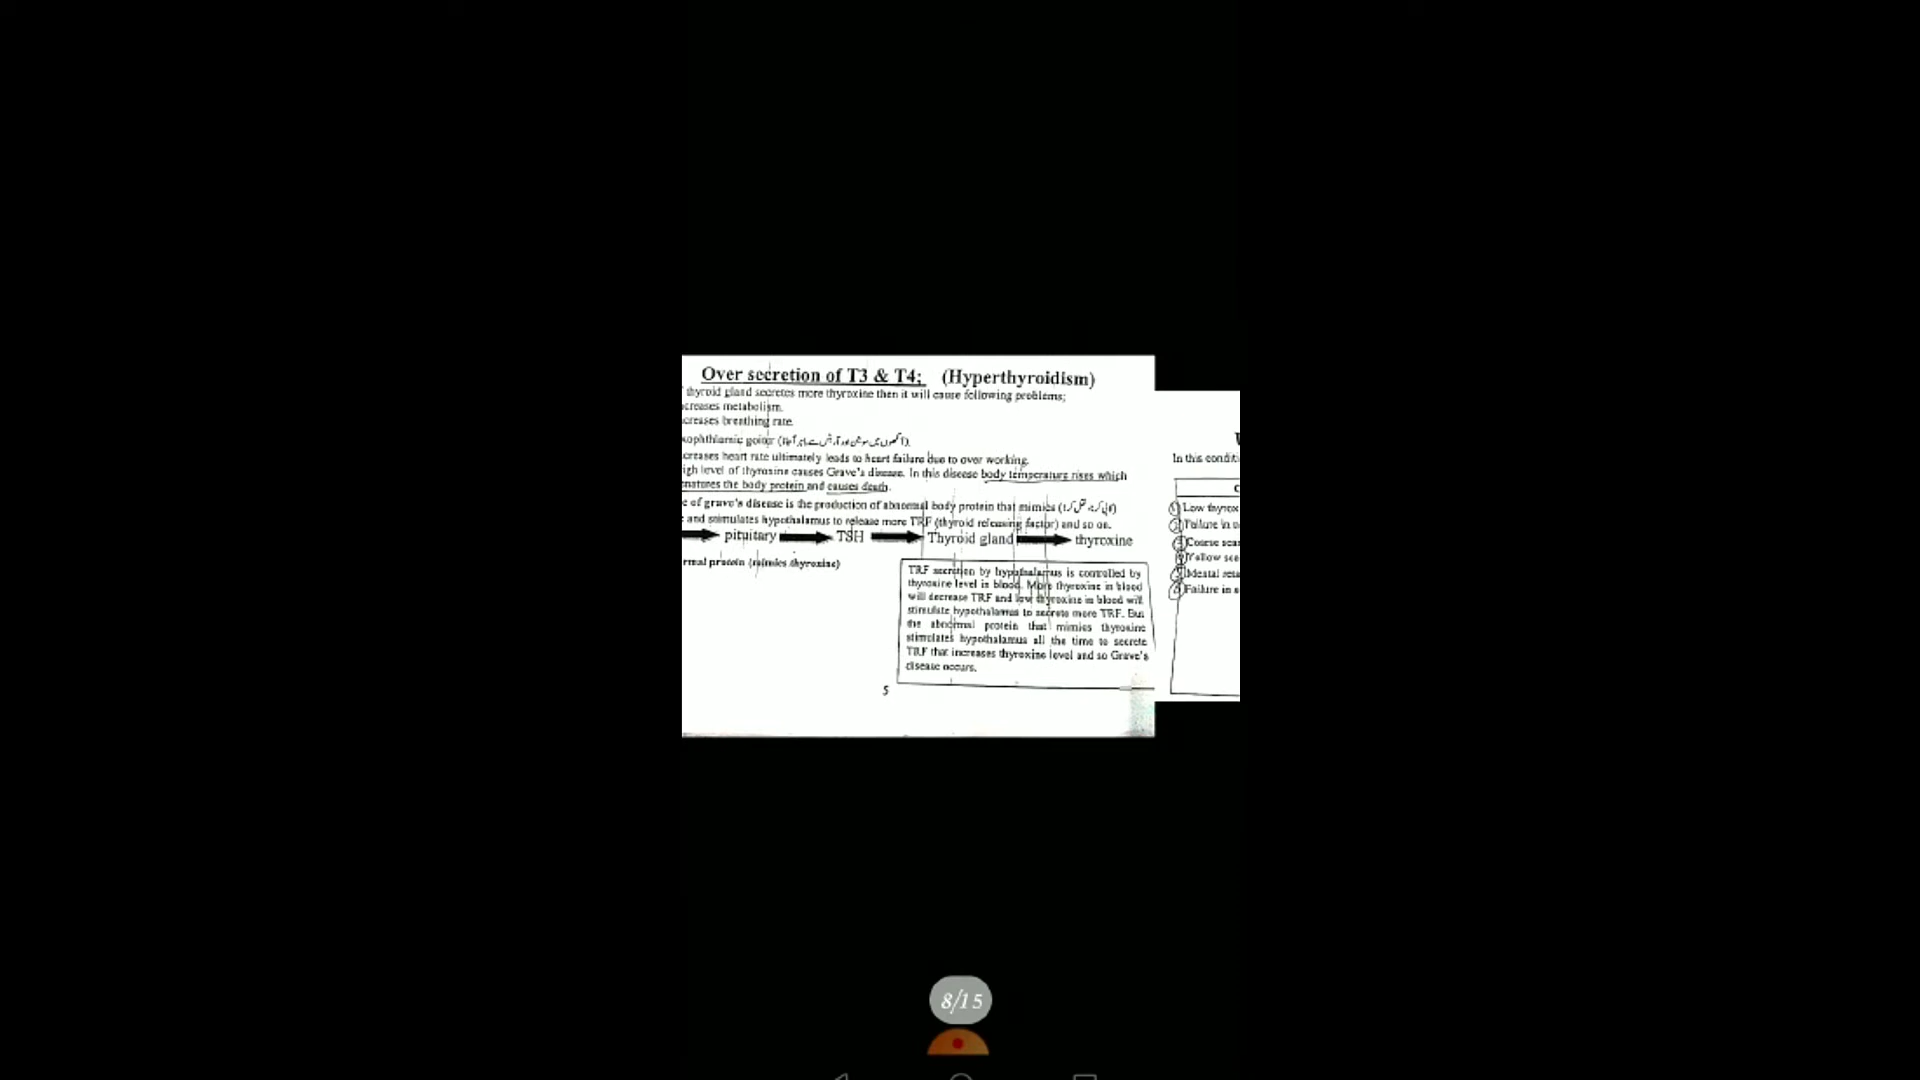 Over secretion of T3 & T4; (Hyperthyroidism)
thyroid gland secretes more thyroxine then it will cause following problems;
creases metabolism.
creases breathing rate.
ophthlamic goiter
creases heart rate ultimately leads to heart failure due to over working.
igh level of thyroxine causes Grave's disease. In this disease body temperature rises which
natures the body protein and causes death.
e of grave's disease is the production of abnormal body protein that mimics
and stimulates hypothalamus to release more TRF (thyroid releasing factor) and so on.
pituitary TSH Thyroid gland thyroxine
rmal protein (mimics thyroxine)
TRF secretion by hypothalamus is controlled by
thyroxine level in blood. More thyroxine in blood
will decrease TRF and low thyroxine in blood will
stimulate hypothalamus to secrete more TRF. But
the abnormal protein that mimics thyroxine
stimulates hypothalamus all the time to secrete
TRF that increases thyroxine level and so Grave's
disease occurs.
5
In this condit
Low thyrox
Failure in
Coarse
Yellow
Mental reta
Failure in s
8/15